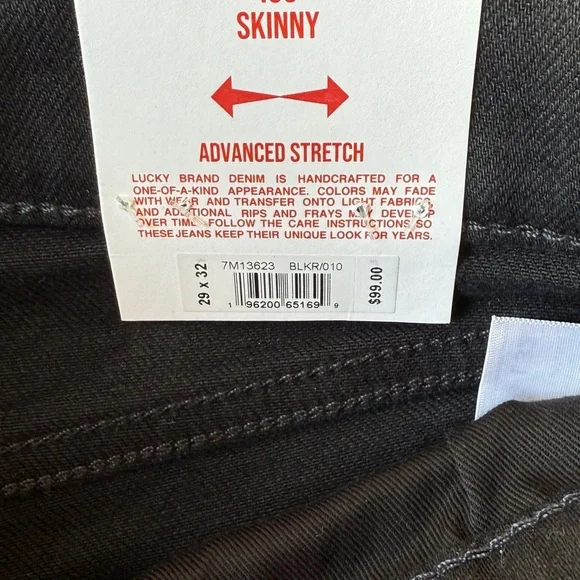 SKINNY
ADVANCED STRETCH
LUCKY BRAND DENIM IS HANDCRAFTED FOR A
ONE-OF-A-KIND APPEARANCE. COLORS MAY FADE
WITH WEAR AND TRANSFER ONTO LIGHT FABRICS
AND ADDITIONAL RIPS AND FRAYS MAY DEVELOP
OVER TIME. FOLLOW THE CARE INSTRUCTIONS SO
THESE JEANS KEEP THEIR UNIQUE LOOK FOR YEARS.
29 x 32
7M13623 BLKR/010
1 96200 65169 9
$99.00